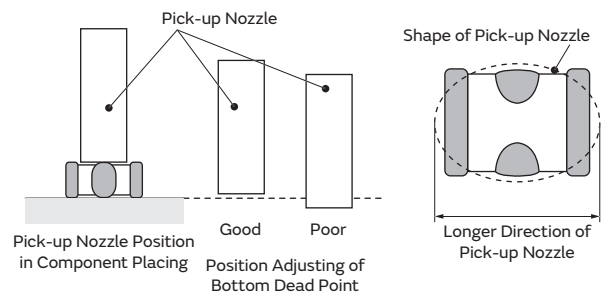 Pick-up Nozzle
Shape of Pick-up Nozzle
Good
Poor
Pick-up Nozzle Position
in Component Placing
Position Adjusting of
Bottom Dead Point
Longer Direction of
Pick-up Nozzle